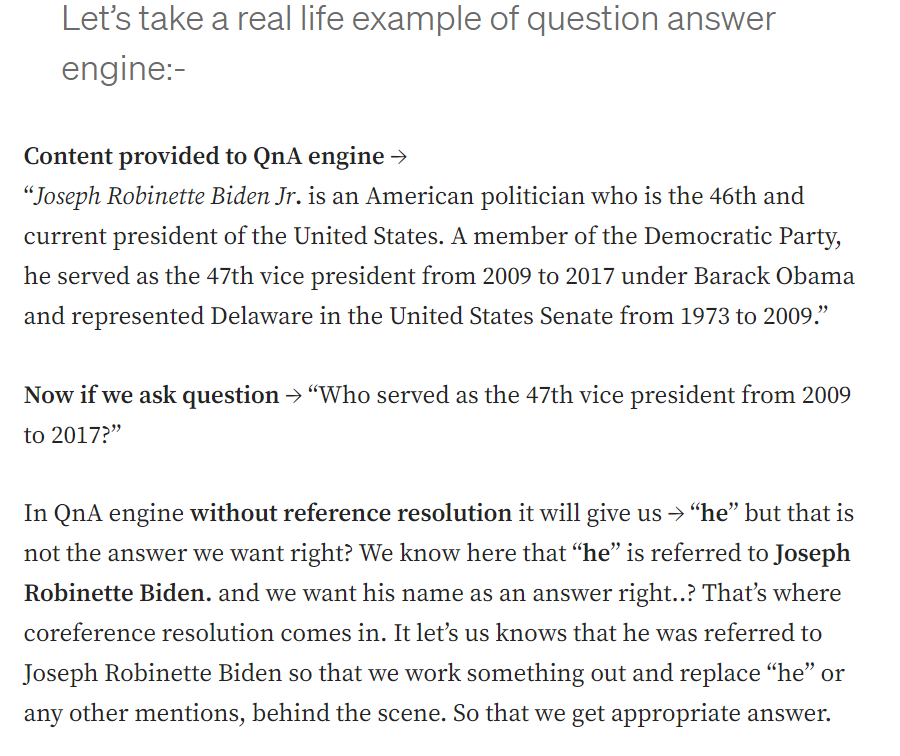 Let’s take a real life example of question answer
engine:-
Content provided to QnA engine →
“Joseph Robinette Biden Jr. is an American politician who is the 46th and
current president of the United States. A member of the Democratic Party,
he served as the 47th vice president from 2009 to 2017 under Barack Obama
and represented Delaware in the United States Senate from 1973 to 2009.”
Now if we ask question → “Who served as the 47th vice president from 2009
to 2017?”
In QnA engine without reference resolution it will give us → “he” but that is
not the answer we want right? We know here that “he” is referred to Joseph
Robinette Biden. and we want his name as an answer right..? That’s where
coreference resolution comes in. It let’s us knows that he was referred to
Joseph Robinette Biden so that we work something out and replace “he” or
any other mentions, behind the scene. So that we get appropriate answer.